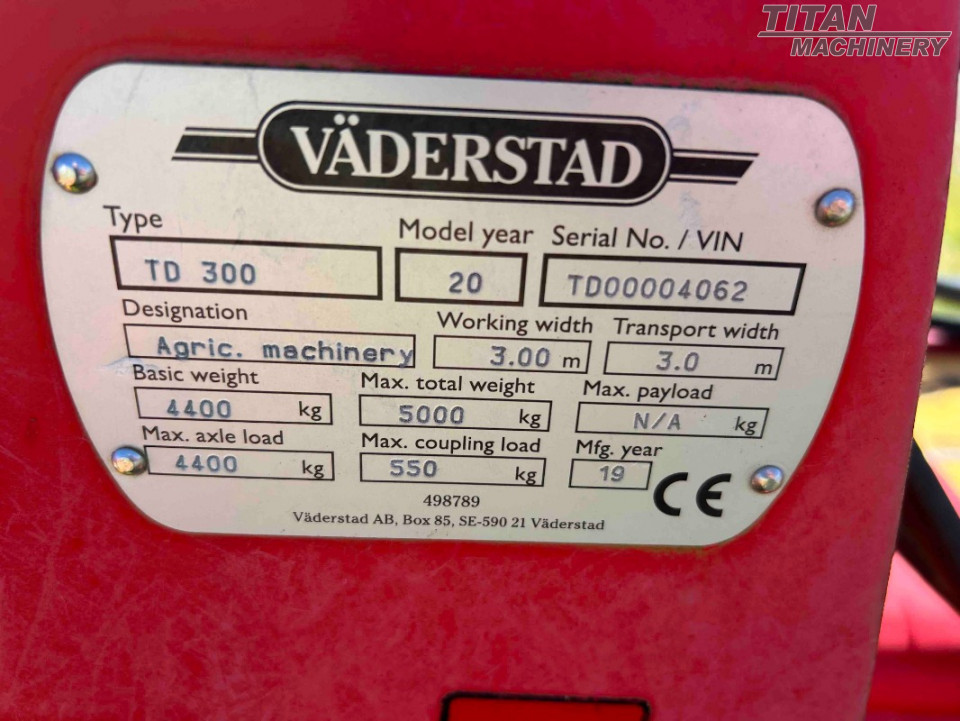 TITAN
MACHINERY
VÄDERSTAD
Type Model year Serial No. / VIN
TD 300 20 TD00004062
Designation Working width Transport width
Agric. machinery 3.00 m 3.0 m
Basic weight Max. total weight Max. payload
4400 kg 5000 kg N/A kg
Max. axle load Max. coupling load Mfg. year
4400 kg 550 kg 19 CE
498789
Väderstad AB, Box 85, SE-590 21 Väderstad